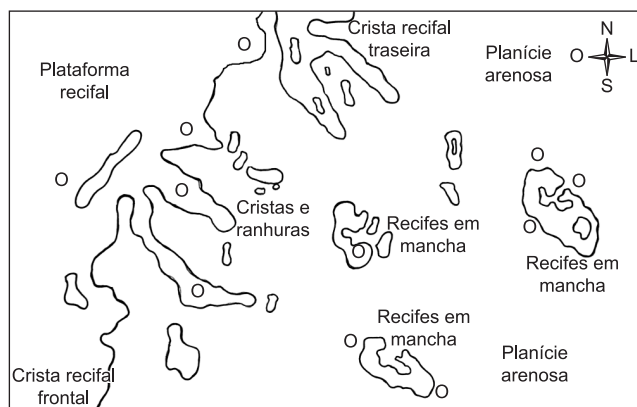 Crista recifal
traseira
Planície
arenosa
N
O
L
S
Plataforma
recifal
Cristas e
ranhuras
Recifes em
mancha
Recifes em
mancha
Recifes em
mancha
Planície
arenosa
Crista recifal
frontal